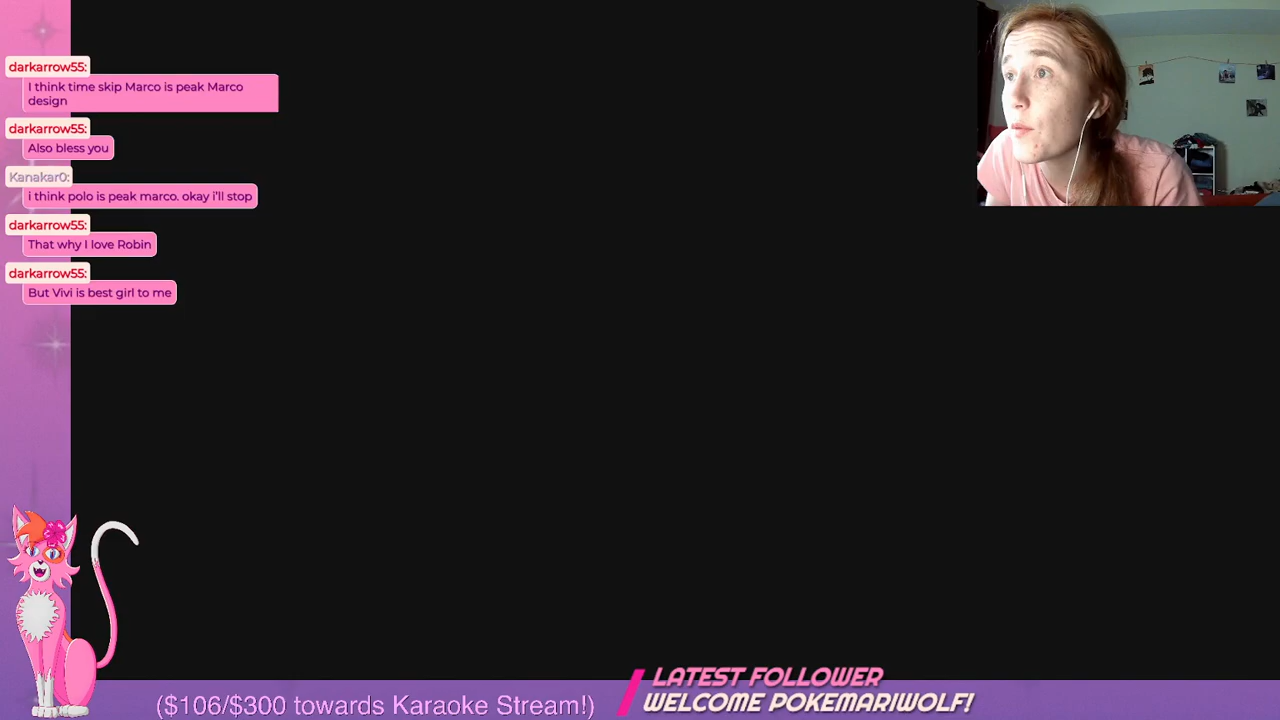 darkarrow55:
I think time skip Marco is peak Marco
design
darkarrow55:
Also bless you
Kanakar0:
i think polo is peak marco. okay i'll stop
darkarrow55:
That why I love Robin
darkarrow55:
But Vivi is best girl to me
($106/$300 towards Karaoke Stream!)
LATEST FOLLOWER
WELCOME POKEMARIWOLF!